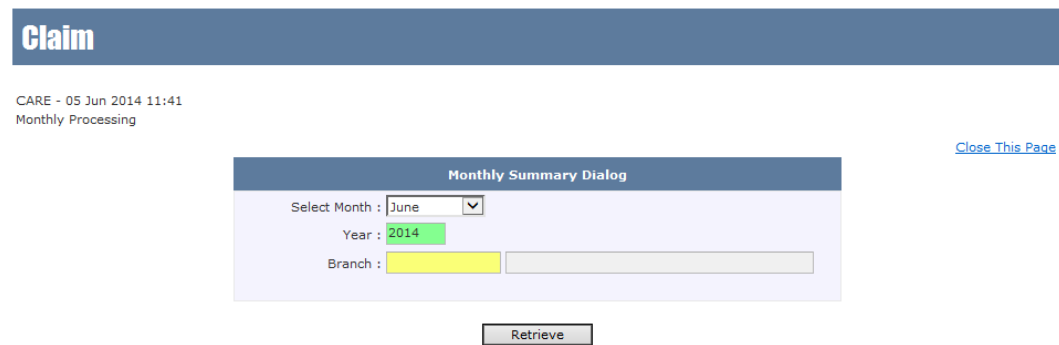 Claim
CARE - 05 Jun 2014 11:41
Monthly Processing
Close This Page
Monthly Summary Dialog
Select Month : June
Year : 2014
Branch :
Retrieve